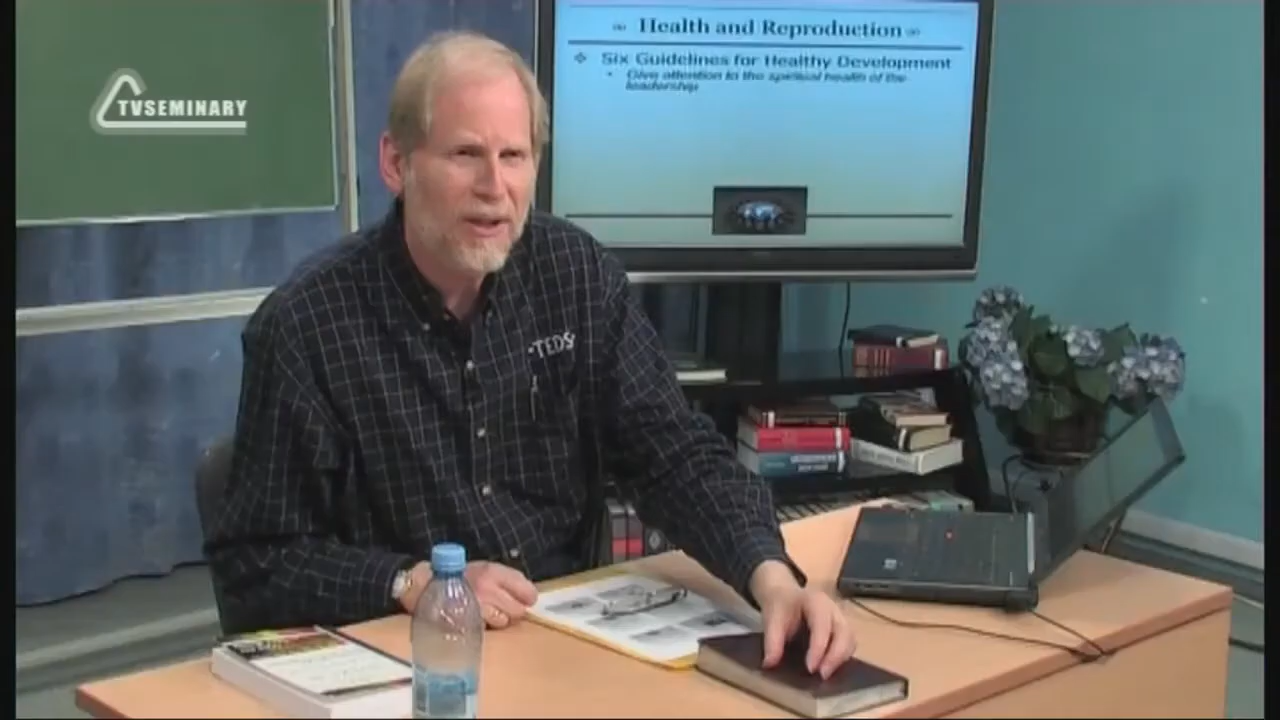 TVSEMINARY
Health and Reproduction
Six Guidelines for Healthy Development
• Give attention to the spiritual health of the
leadership
·TEDS·